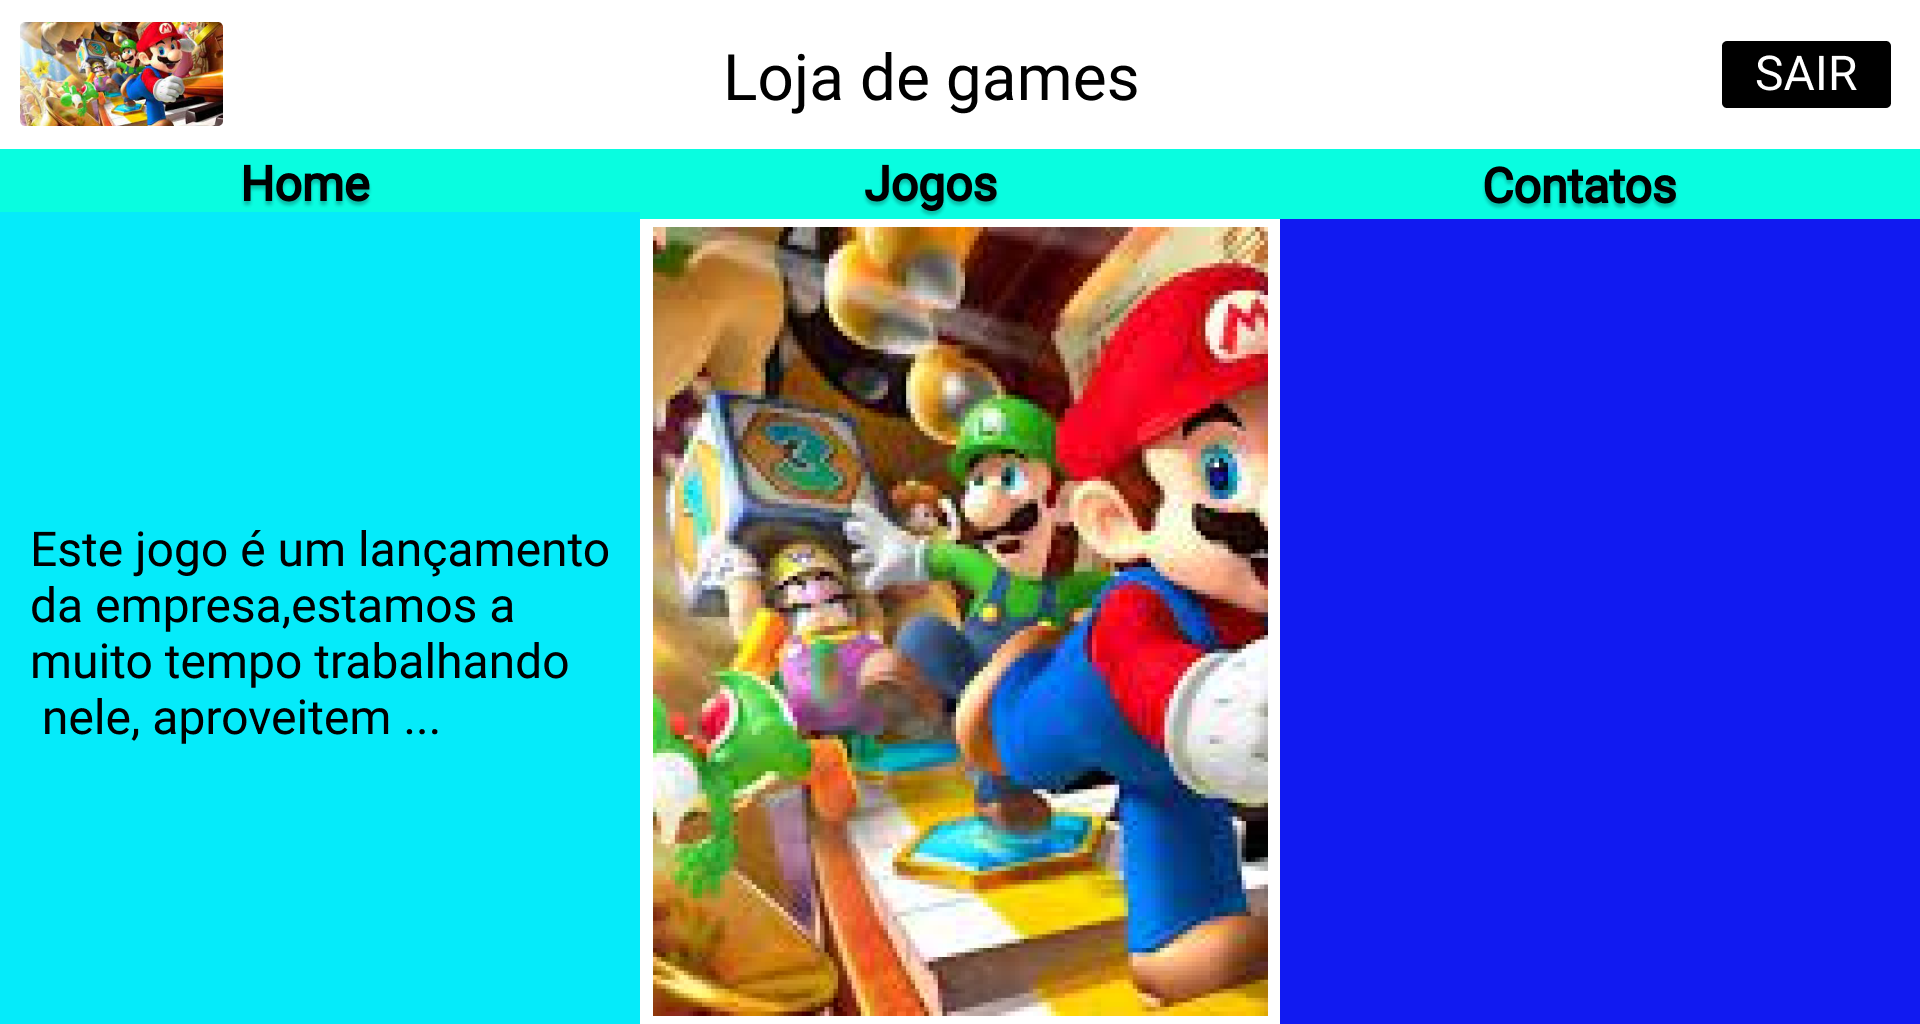 Loja de games
SAIR
Home
Jogos
Contatos
Este jogo é um lançamento
da empresa,estamos a
muito tempo trabalhando
nele, aproveitem ...
M
L